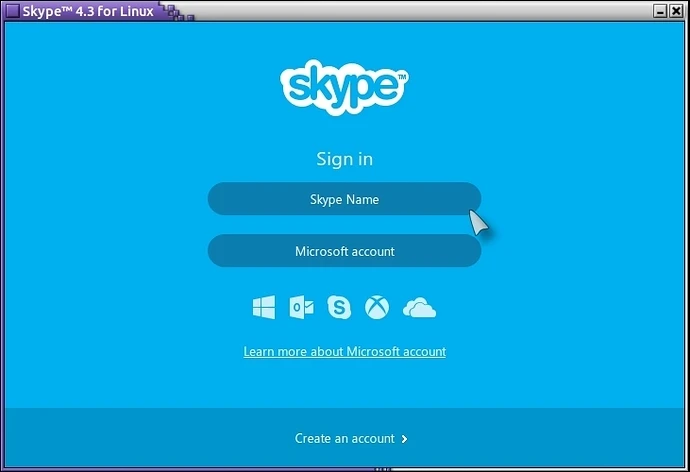 Skype™ 4.3 for Linux
skype™
Sign in
Skype Name
Microsoft account
Learn more about Microsoft account
Create an account